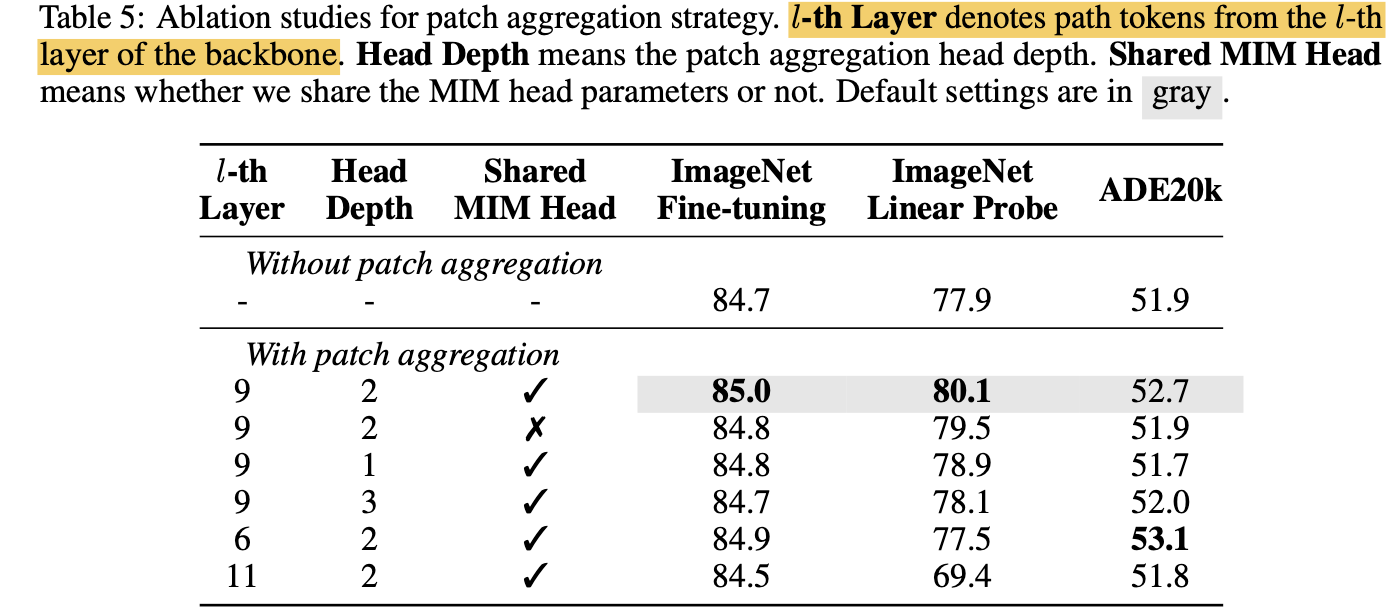 Table 5: Ablation studies for patch aggregation strategy. l-th Layer denotes path tokens from the l-th
layer of the backbone. Head Depth means the patch aggregation head depth. Shared MIM Head
means whether we share the MIM head parameters or not. Default settings are in gray .
l-th Layer Head Depth Shared MIM Head ImageNet Fine-tuning ImageNet Linear Probe ADE20k
Without patch aggregation
- - - 84.7 77.9 51.9
With patch aggregation
9 2 ✓ 85.0 80.1 52.7
9 2 ✗ 84.8 79.5 51.9
9 1 ✓ 84.8 78.9 51.7
9 3 ✓ 84.7 78.1 52.0
6 2 ✓ 84.9 77.5 53.1
11 2 ✓ 84.5 69.4 51.8